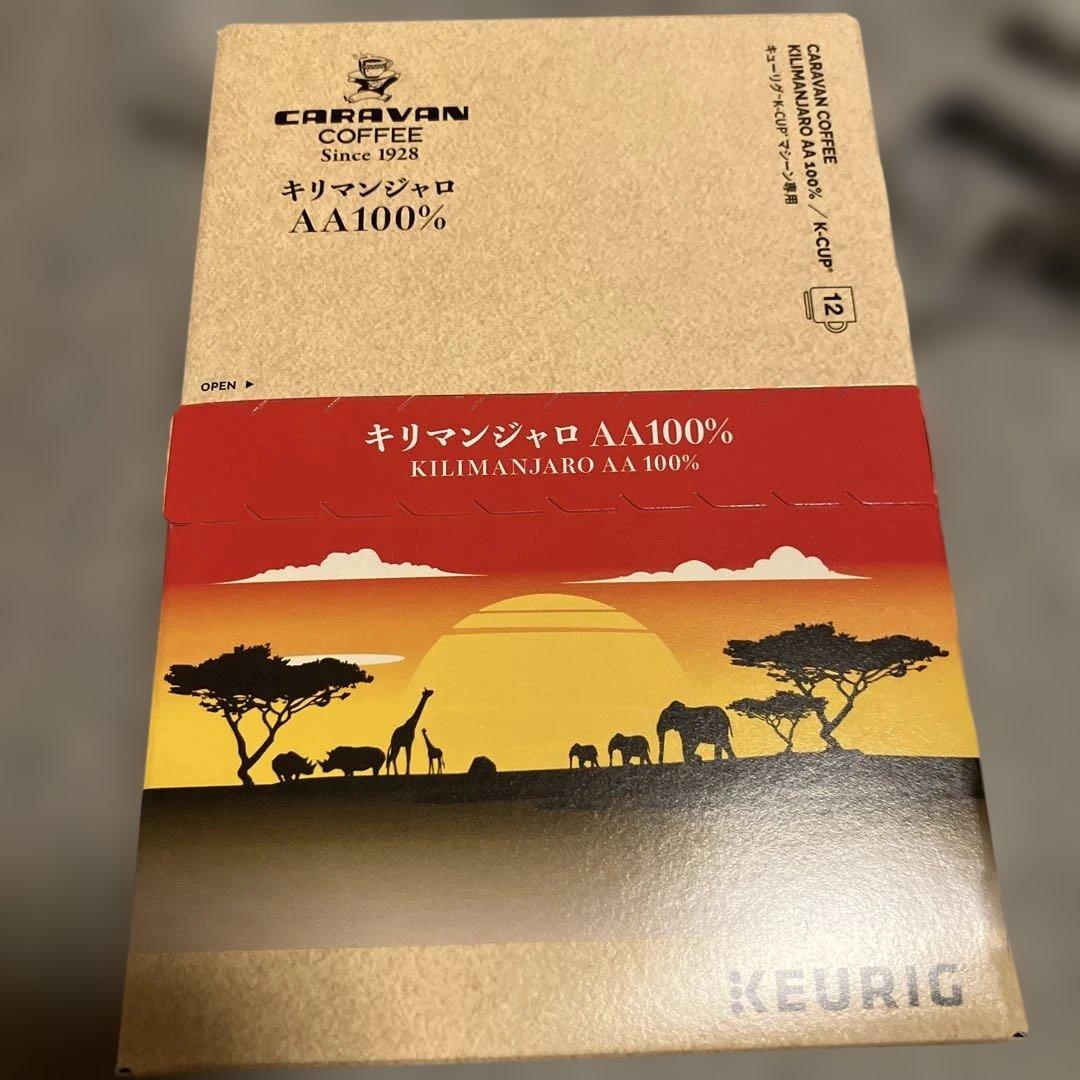 CARAVAN
COFFEE
Since 1928
キリマンジャロ
AA100%
CARAVAN COFFEE
KILIMANJARO AA 100% / K-CUP®
キューリグ® K-CUP® マシーン専用
12
OPEN ▶
キリマンジャロ AA100%
KILIMANJARO AA 100%
KEURIG